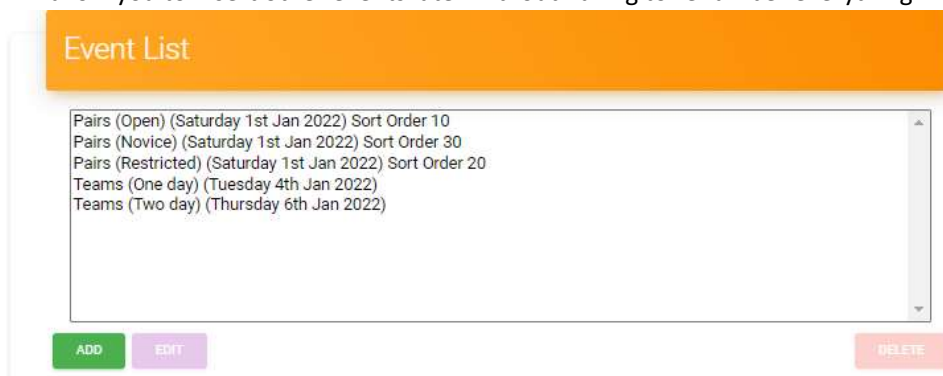 Event List
Pairs (Open) (Saturday 1st Jan 2022) Sort Order 10
Pairs (Novice) (Saturday 1st Jan 2022) Sort Order 30
Pairs (Restricted) (Saturday 1st Jan 2022) Sort Order 20
Teams (One day) (Tuesday 4th Jan 2022)
Teams (Two day) (Thursday 6th Jan 2022)
ADD EDIT DELETE